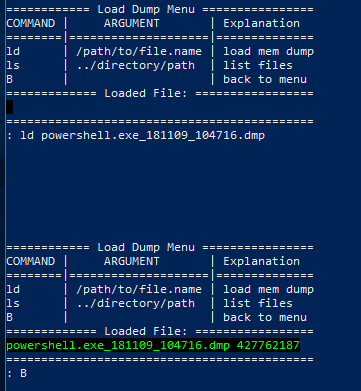 ============ Load Dump Menu ================
COMMAND |     ARGUMENT       | Explanation
========|====================|==============
ld      | /path/to/file.name | load mem dump
ls      | ../directory/path  | list files
B       |                    | back to menu
============= Loaded File: =================
============================================
: ld powershell.exe_181109_104716.dmp
============ Load Dump Menu ================
COMMAND |     ARGUMENT       | Explanation
========|====================|==============
ld      | /path/to/file.name | load mem dump
ls      | ../directory/path  | list files
B       |                    | back to menu
============ Loaded File: ==================
powershell.exe_181109_104716.dmp 427762187
============================================
: B